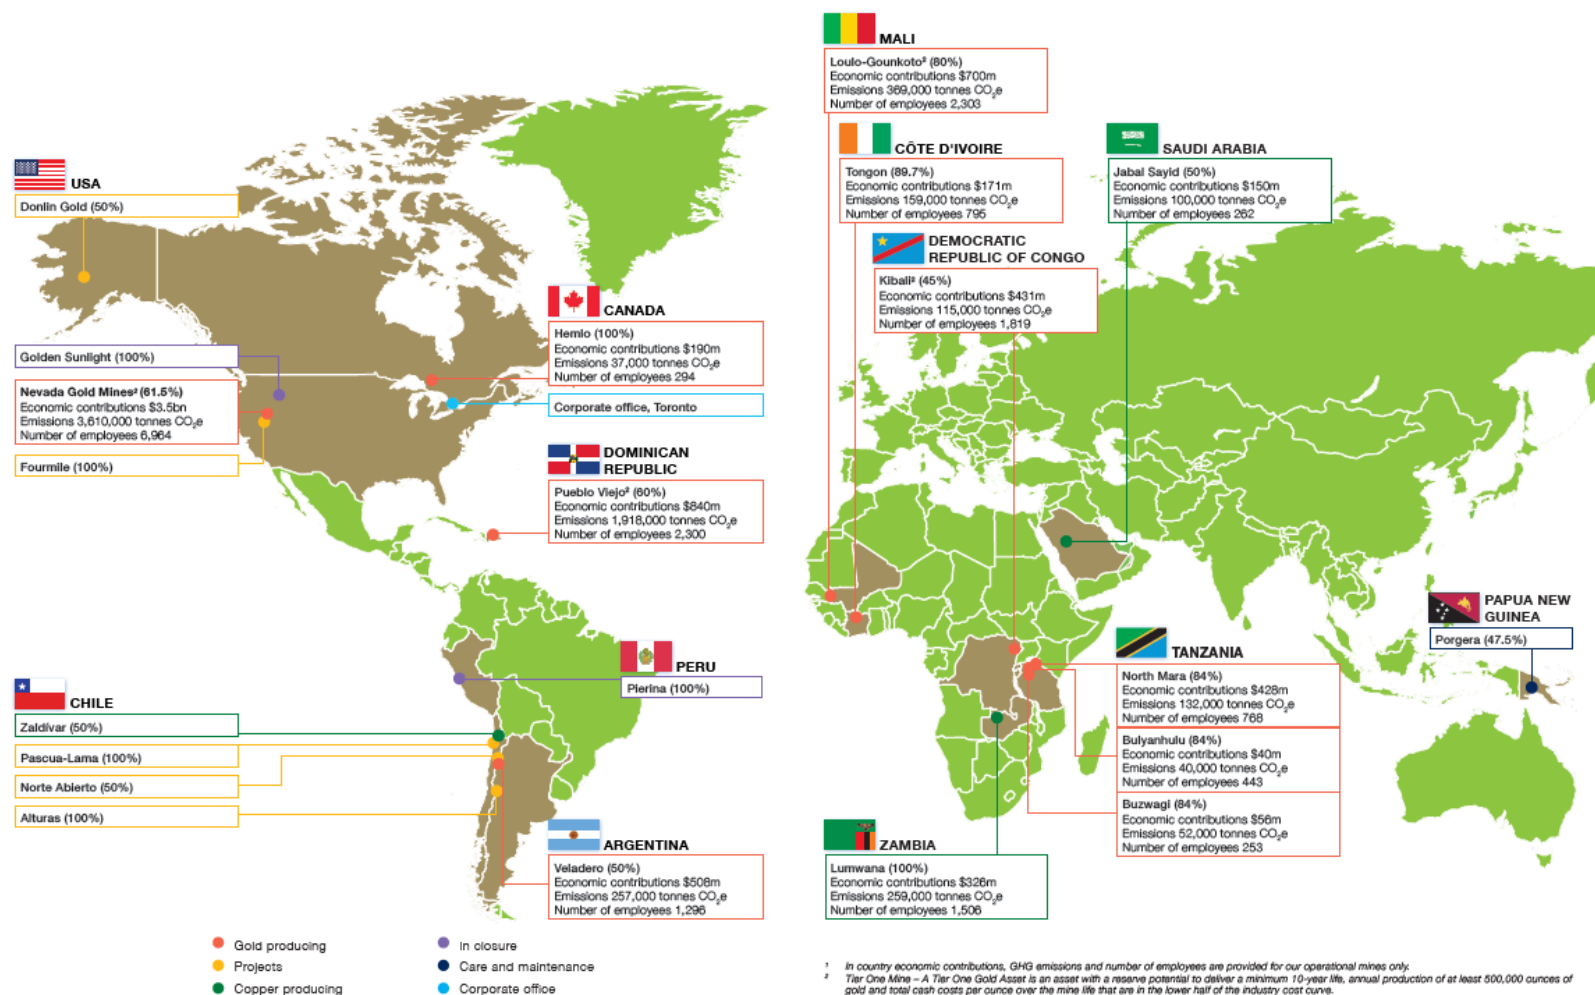 USA
Donlin Gold (50%)
Golden Sunlight (100%)
Nevada Gold Mines² (61.5%)
Economic contributions $3.5bn
Emissions 3,610,000 tonnes CO₂e
Number of employees 6,964
Fourmile (100%)
CANADA
Hemlo (100%)
Economic contributions $190m
Emissions 37,000 tonnes CO₂e
Number of employees 294
Corporate office, Toronto
DOMINICAN
REPUBLIC
Pueblo Viejo² (60%)
Economic contributions $840m
Emissions 1,918,000 tonnes CO₂e
Number of employees 2,300
PERU
Pierina (100%)
CHILE
Zaldívar (50%)
Pascua-Lama (100%)
Norte Abierto (50%)
Alturas (100%)
ARGENTINA
Veladero (50%)
Economic contributions $508m
Emissions 257,000 tonnes CO₂e
Number of employees 1,296
MALI
Loulo-Gounkoto² (80%)
Economic contributions $700m
Emissions 369,000 tonnes CO₂e
Number of employees 2,303
CÔTE D'IVOIRE
Tongon (89.7%)
Economic contributions $171m
Emissions 159,000 tonnes CO₂e
Number of employees 795
SAUDI ARABIA
Jabal Sayid (50%)
Economic contributions $150m
Emissions 100,000 tonnes CO₂e
Number of employees 262
DEMOCRATIC
REPUBLIC OF CONGO
Kibali² (45%)
Economic contributions $431m
Emissions 115,000 tonnes CO₂e
Number of employees 1,819
PAPUA NEW
GUINEA
Porgera (47.5%)
TANZANIA
North Mara (84%)
Economic contributions $428m
Emissions 132,000 tonnes CO₂e
Number of employees 768
Bulyanhulu (84%)
Economic contributions $40m
Emissions 40,000 tonnes CO₂e
Number of employees 443
Buzwagi (84%)
Economic contributions $56m
Emissions 52,000 tonnes CO₂e
Number of employees 253
ZAMBIA
Lumwana (100%)
Economic contributions $326m
Emissions 259,000 tonnes CO₂e
Number of employees 1,506
Gold producing
Projects
Copper producing
In closure
Care and maintenance
Corporate office
¹ In country economic contributions, GHG emissions and number of employees are provided for our operational mines only.
² Tier One Mine – A Tier One Gold Asset is an asset with a reserve potential to deliver a minimum 10-year life, annual production of at least 500,000 ounces of
gold and total cash costs per ounce over the mine life that are in the lower half of the industry cost curve.